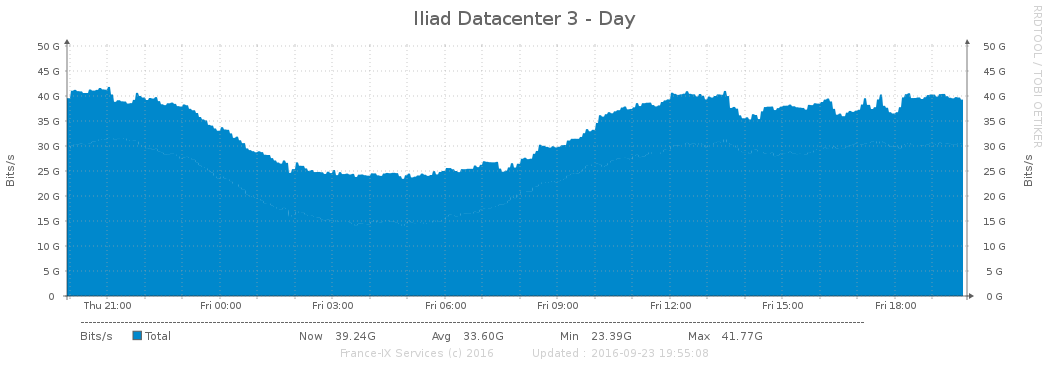 Iliad Datacenter 3 - Day
RRDTOOL / TOBI OETIKER
Bits/s
50 G
45 G
40 G
35 G
30 G
25 G
20 G
15 G
10 G
5 G
0
50 G
45 G
40 G
35 G
30 G
25 G
20 G
15 G
10 G
5 G
0 G
Bits/s
Thu 21:00 Fri 00:00 Fri 03:00 Fri 06:00 Fri 09:00 Fri 12:00 Fri 15:00 Fri 18:00
Bits/s Total Now 39.24G Avg 33.60G Min 23.39G Max 41.77G
France-IX Services (c) 2016 Updated : 2016-09-23 19:55:08